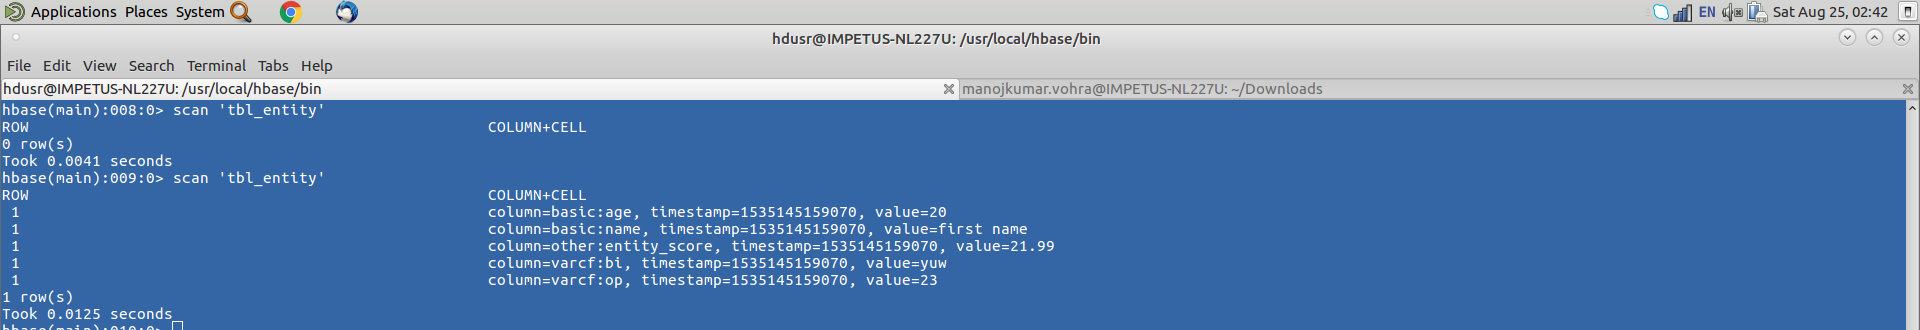 Applications Places System EN Sat Aug 25, 02:42
hdusr@IMPETUS-NL227U: /usr/local/hbase/bin
File Edit View Search Terminal Tabs Help
hdusr@IMPETUS-NL227U: /usr/local/hbase/bin manojkumar.vohra@IMPETUS-NL227U: ~/Downloads
hbase(main):008:0> scan 'tbl_entity'
ROW COLUMN+CELL
0 row(s)
Took 0.0041 seconds
hbase(main):009:0> scan 'tbl_entity'
ROW COLUMN+CELL
1 column=basic:age, timestamp=1535145159070, value=20
1 column=basic:name, timestamp=1535145159070, value=first name
1 column=other:entity_score, timestamp=1535145159070, value=21.99
1 column=varcf:bi, timestamp=1535145159070, value=yuw
1 column=varcf:op, timestamp=1535145159070, value=23
1 row(s)
Took 0.0125 seconds
hbase(main):010:0>